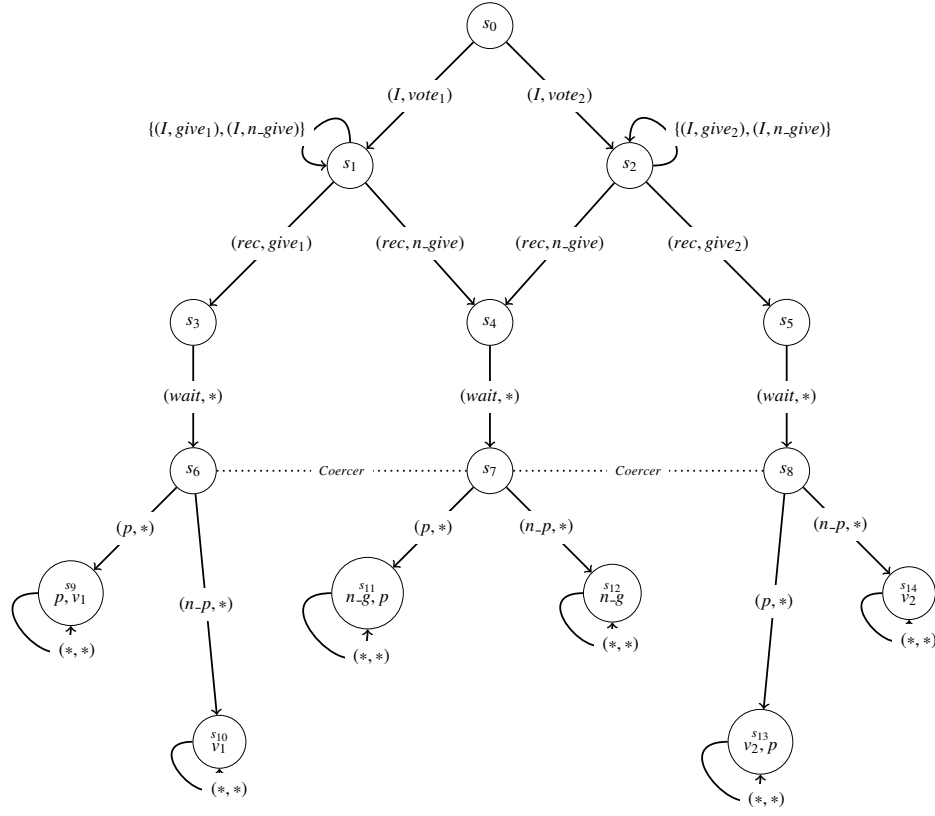 s0
(I, vote1)
(I, vote2)
{(I, give1), (I, n_give)}
{(I, give2), (I, n_give)}
s1
s2
(rec, give1)
(rec, n_give)
(rec, n_give)
(rec, give2)
s3
s4
s5
(wait, *)
(wait, *)
(wait, *)
s6
Coercer
s7
Coercer
s8
(p, *)
(p, *)
(n_p, *)
(n_p, *)
s9
p, v1
(n_p, *)
s11
n_g, p
s12
n_g
(p, *)
s14
v2
(*, *)
(*, *)
(*, *)
(*, *)
s10
v1
s13
v2, p
(*, *)
(*, *)